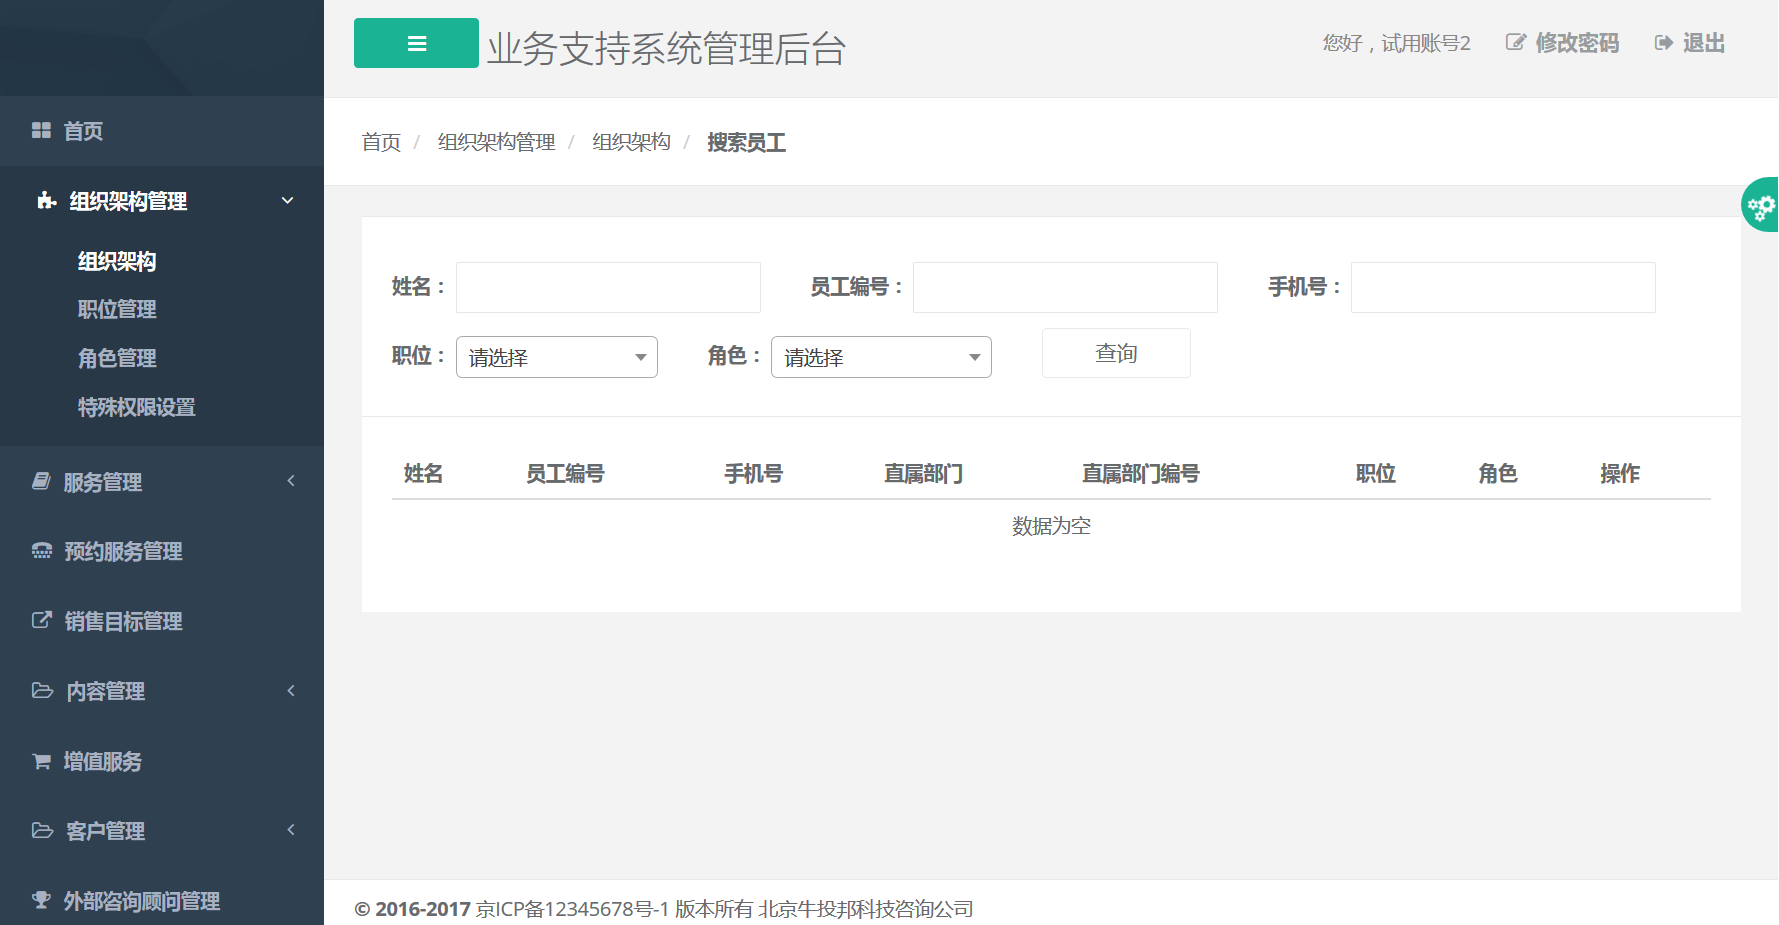 业务支持系统管理后台
您好，试用账号2 修改密码 退出
首页
组织架构管理
组织架构
职位管理
角色管理
特殊权限设置
服务管理
预约服务管理
销售目标管理
内容管理
增值服务
客户管理
外部咨询顾问管理
首页 / 组织架构管理 / 组织架构 / 搜索员工
姓名： 员工编号： 手机号：
职位： 请选择 角色： 请选择 查询
姓名 员工编号 手机号 直属部门 直属部门编号 职位 角色 操作
数据为空
© 2016-2017 京ICP备12345678号-1 版本所有 北京牛投邦科技咨询公司